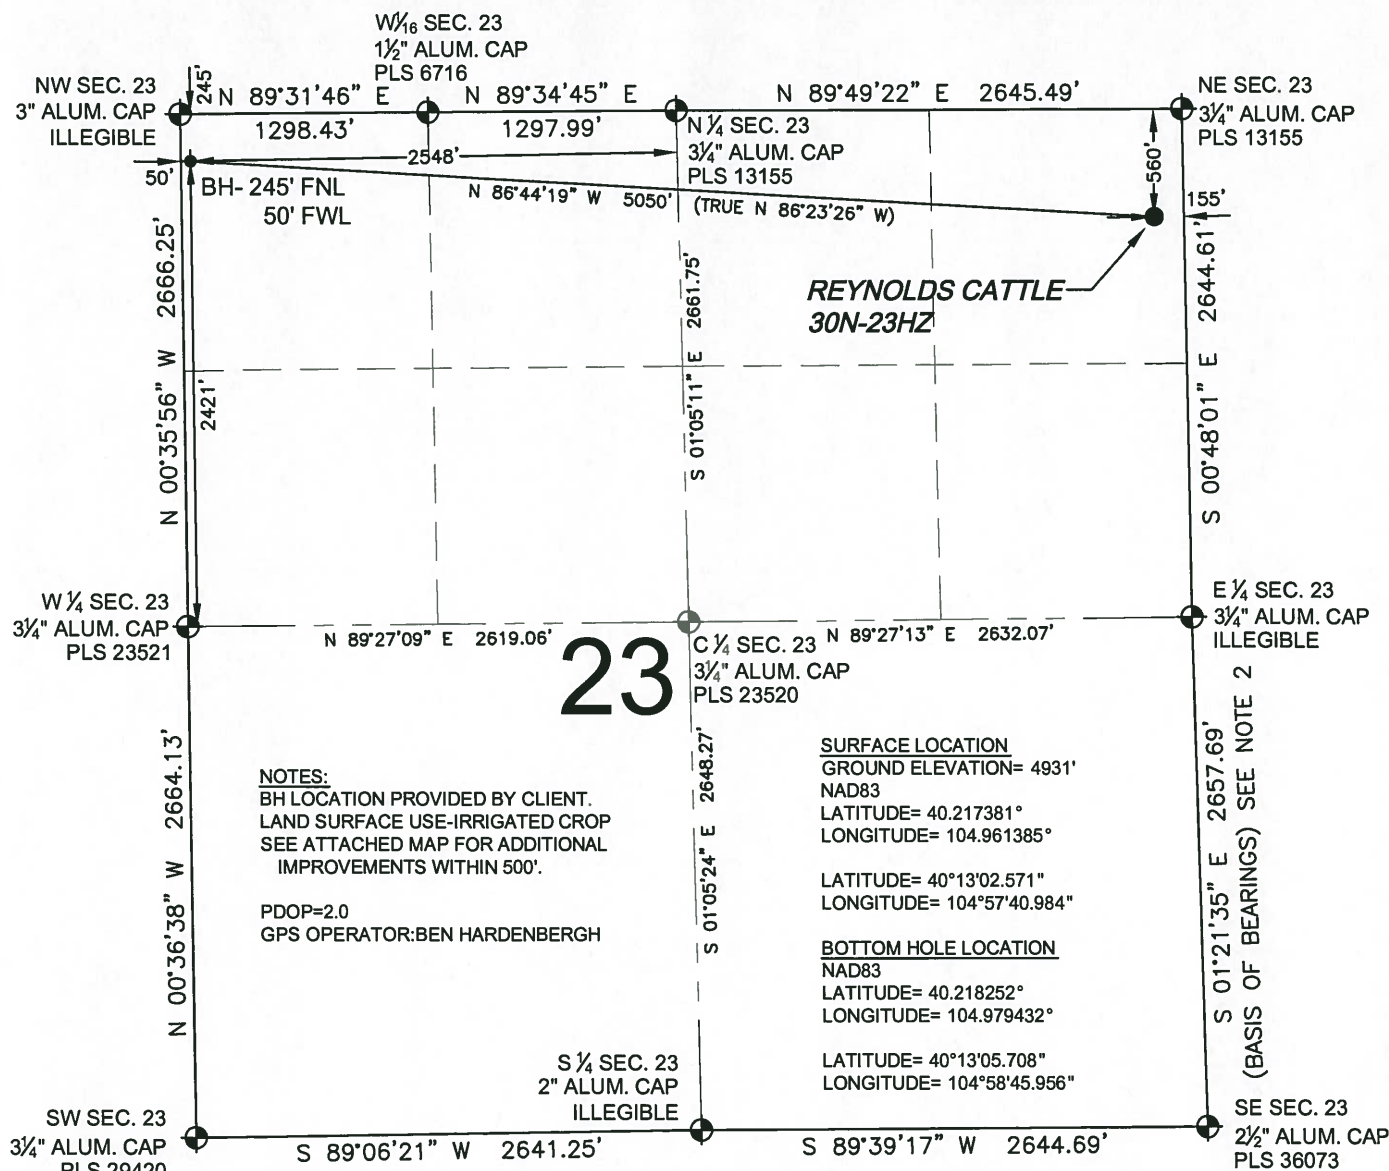 W 1/16 SEC. 23
1½" ALUM. CAP
PLS 6716
NW SEC. 23
3" ALUM. CAP
ILLEGIBLE
245'
N 89°31'46" E
1298.43'
N 89°34'45" E
1297.99'
N 89°49'22" E 2645.49'
NE SEC. 23
3¼" ALUM. CAP
PLS 13155
N ¼ SEC. 23
3¼" ALUM. CAP
PLS 13155
2548'
50'
BH- 245' FNL
50' FWL
N 86°44'19" W 5050'
(TRUE N 86°23'26" W)
560'
155'
REYNOLDS CATTLE
30N-23HZ
N 00°35'56" W 2666.25'
2421'
S 01°05'11" E 2661.75'
S 00°48'01" E 2644.61'
W ¼ SEC. 23
3¼" ALUM. CAP
PLS 23521
N 89°27'09" E 2619.06'
23
C ¼ SEC. 23
3¼" ALUM. CAP
PLS 23520
N 89°27'13" E 2632.07'
E ¼ SEC. 23
3¼" ALUM. CAP
ILLEGIBLE
N 00°36'38" W 2664.13'
NOTES:
BH LOCATION PROVIDED BY CLIENT.
LAND SURFACE USE-IRRIGATED CROP
SEE ATTACHED MAP FOR ADDITIONAL
IMPROVEMENTS WITHIN 500'.
PDOP=2.0
GPS OPERATOR:BEN HARDENBERGH
S 01°05'24" E 2648.27'
SURFACE LOCATION
GROUND ELEVATION= 4931'
NAD83
LATITUDE= 40.217381°
LONGITUDE= 104.961385°
LATITUDE= 40°13'02.571"
LONGITUDE= 104°57'40.984"
BOTTOM HOLE LOCATION
NAD83
LATITUDE= 40.218252°
LONGITUDE= 104.979432°
LATITUDE= 40°13'05.708"
LONGITUDE= 104°58'45.956"
S 01°21'35" E 2657.69'
(BASIS OF BEARINGS) SEE NOTE 2
SW SEC. 23
3¼" ALUM. CAP
PLS 29420
S 89°06'21" W 2641.25'
S ¼ SEC. 23
2" ALUM. CAP
ILLEGIBLE
S 89°39'17" W 2644.69'
SE SEC. 23
2½" ALUM. CAP
PLS 36073